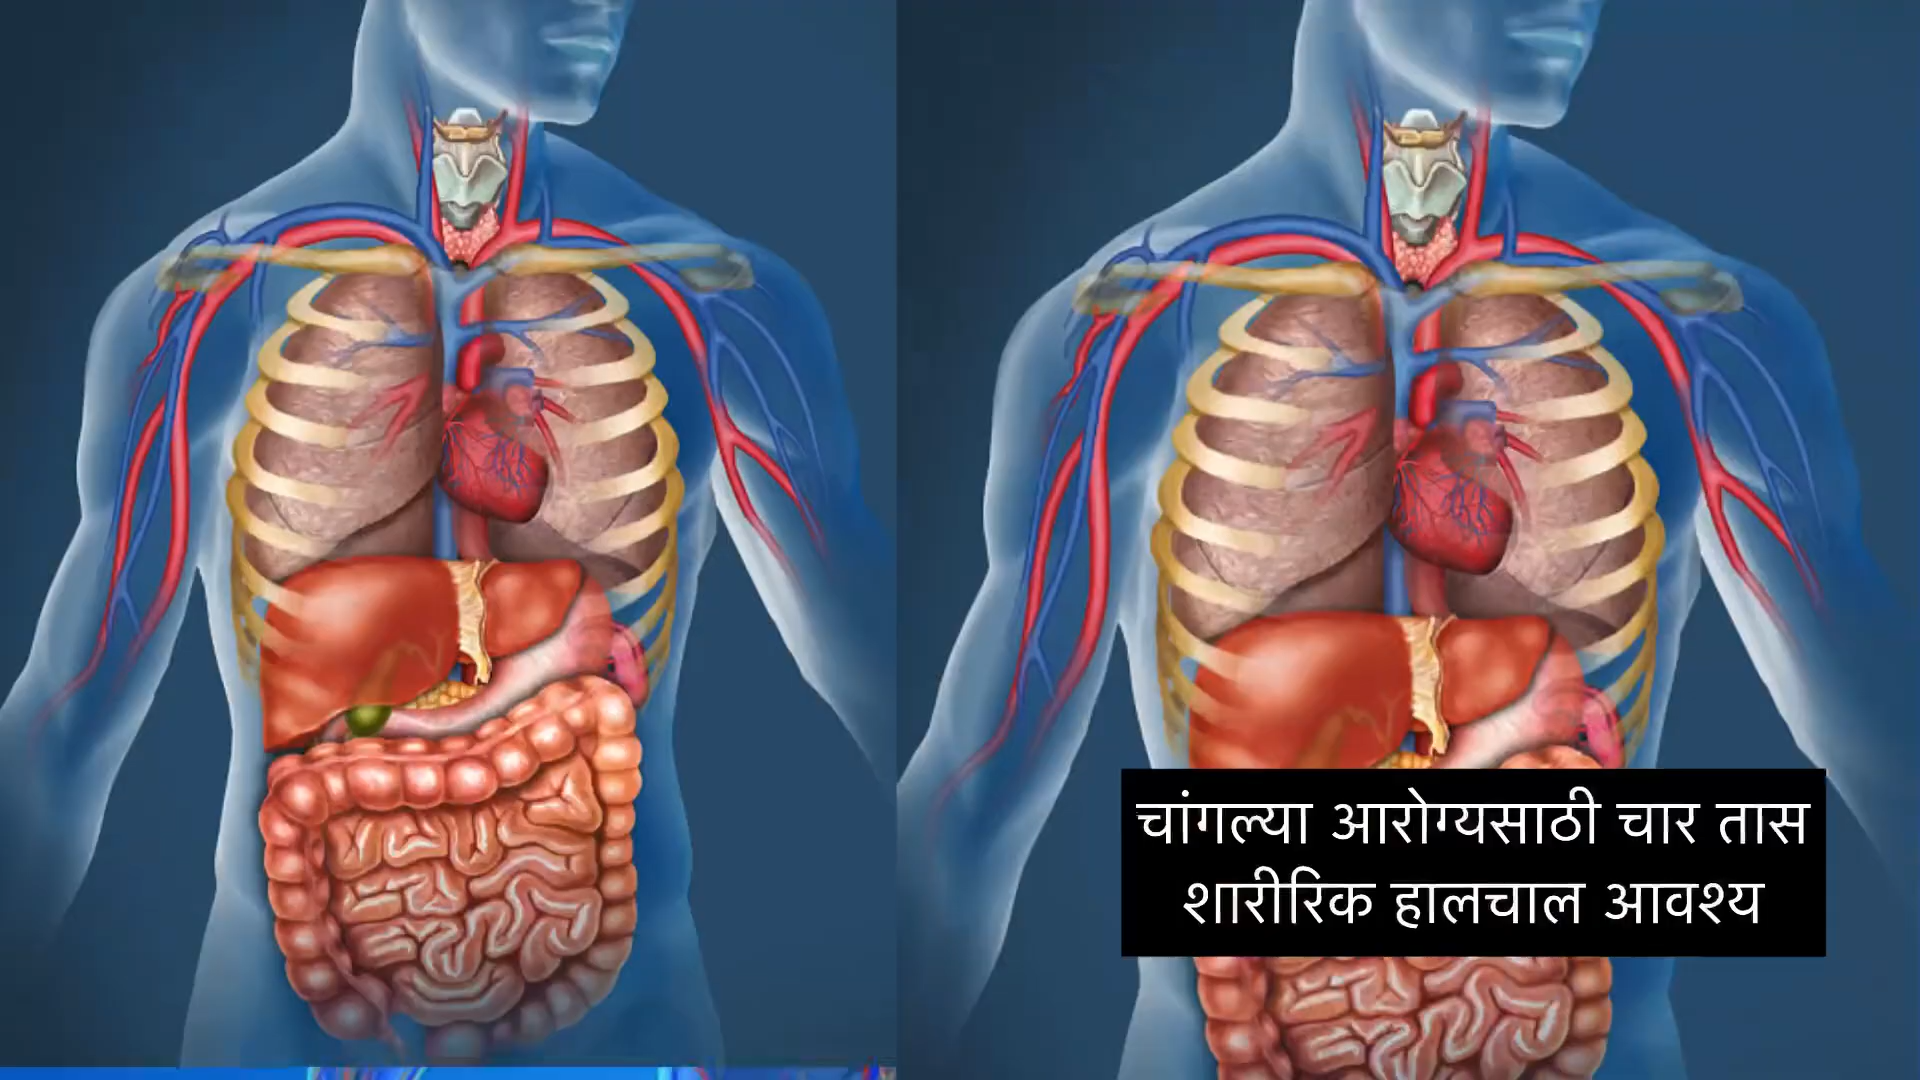 चांगल्या आरोग्यसाठी चार तास
शारीरिक हालचाल आवश्य